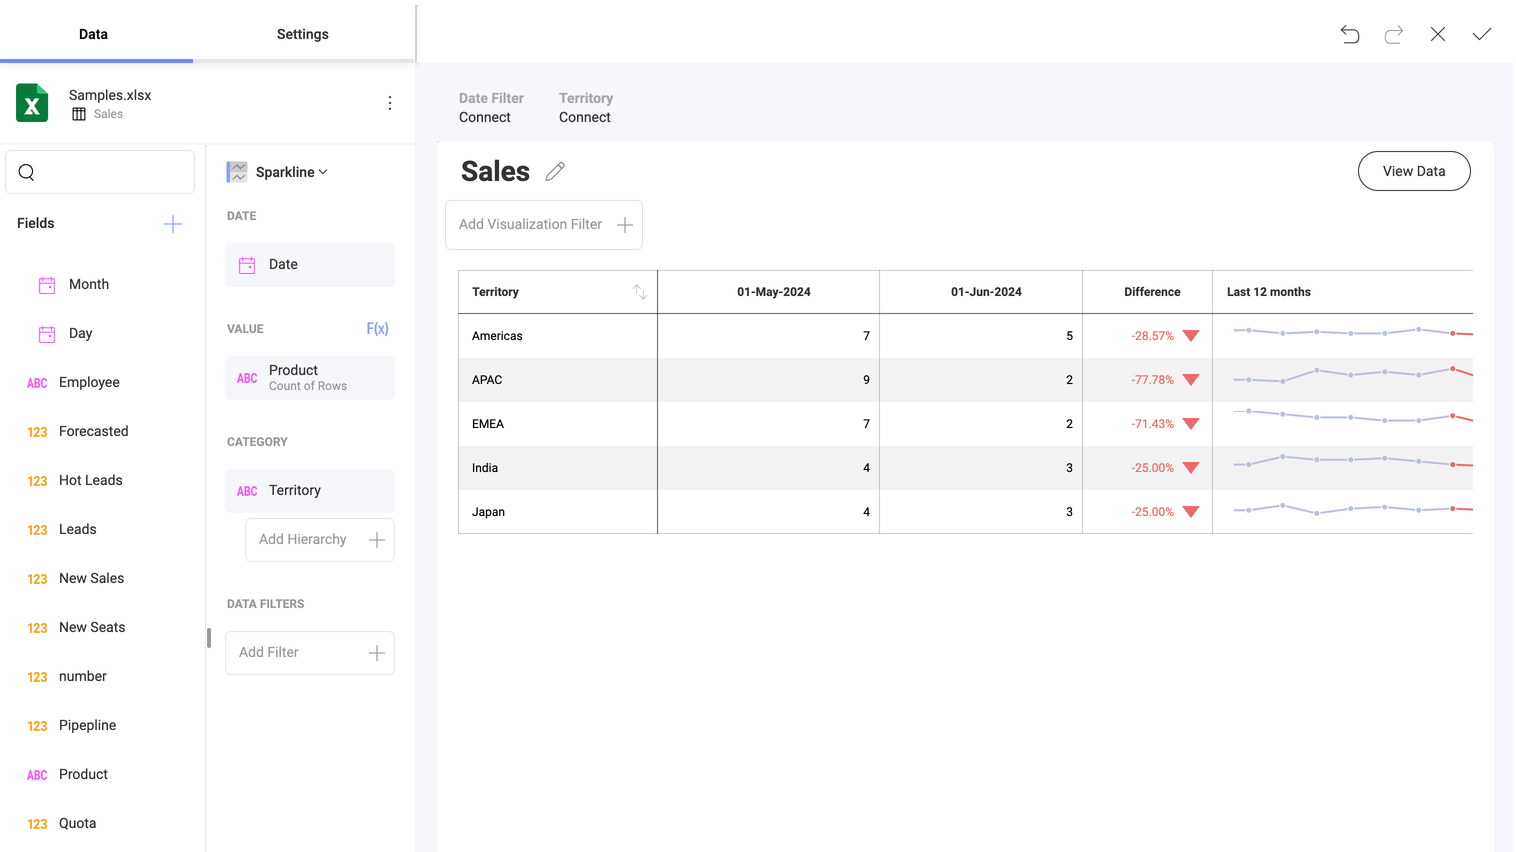 Data
Settings
Samples.xlsx
Sales
Fields
Month
Day
ABC Employee
123 Forecasted
123 Hot Leads
123 Leads
123 New Sales
123 New Seats
123 number
123 Pipepline
ABC Product
123 Quota
Sparkline
DATE
Date
VALUE F(x)
ABC Product
Count of Rows
CATEGORY
ABC Territory
Add Hierarchy
DATA FILTERS
Add Filter
Date Filter Territory
Connect Connect
Sales
View Data
Add Visualization Filter
Territory 01-May-2024 01-Jun-2024 Difference Last 12 months
Americas 7 5 -28.57%
APAC 9 2 -77.78%
EMEA 7 2 -71.43%
India 4 3 -25.00%
Japan 4 3 -25.00%